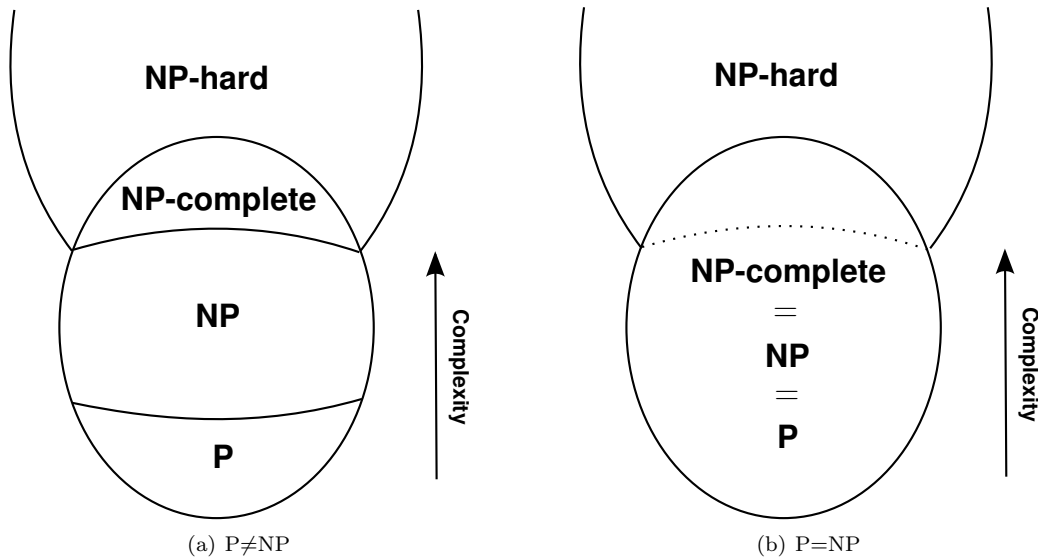 NP-hard
NP-complete
NP
P
Complexity
(a) P≠NP
NP-hard
NP-complete
=
NP
=
P
Complexity
(b) P=NP